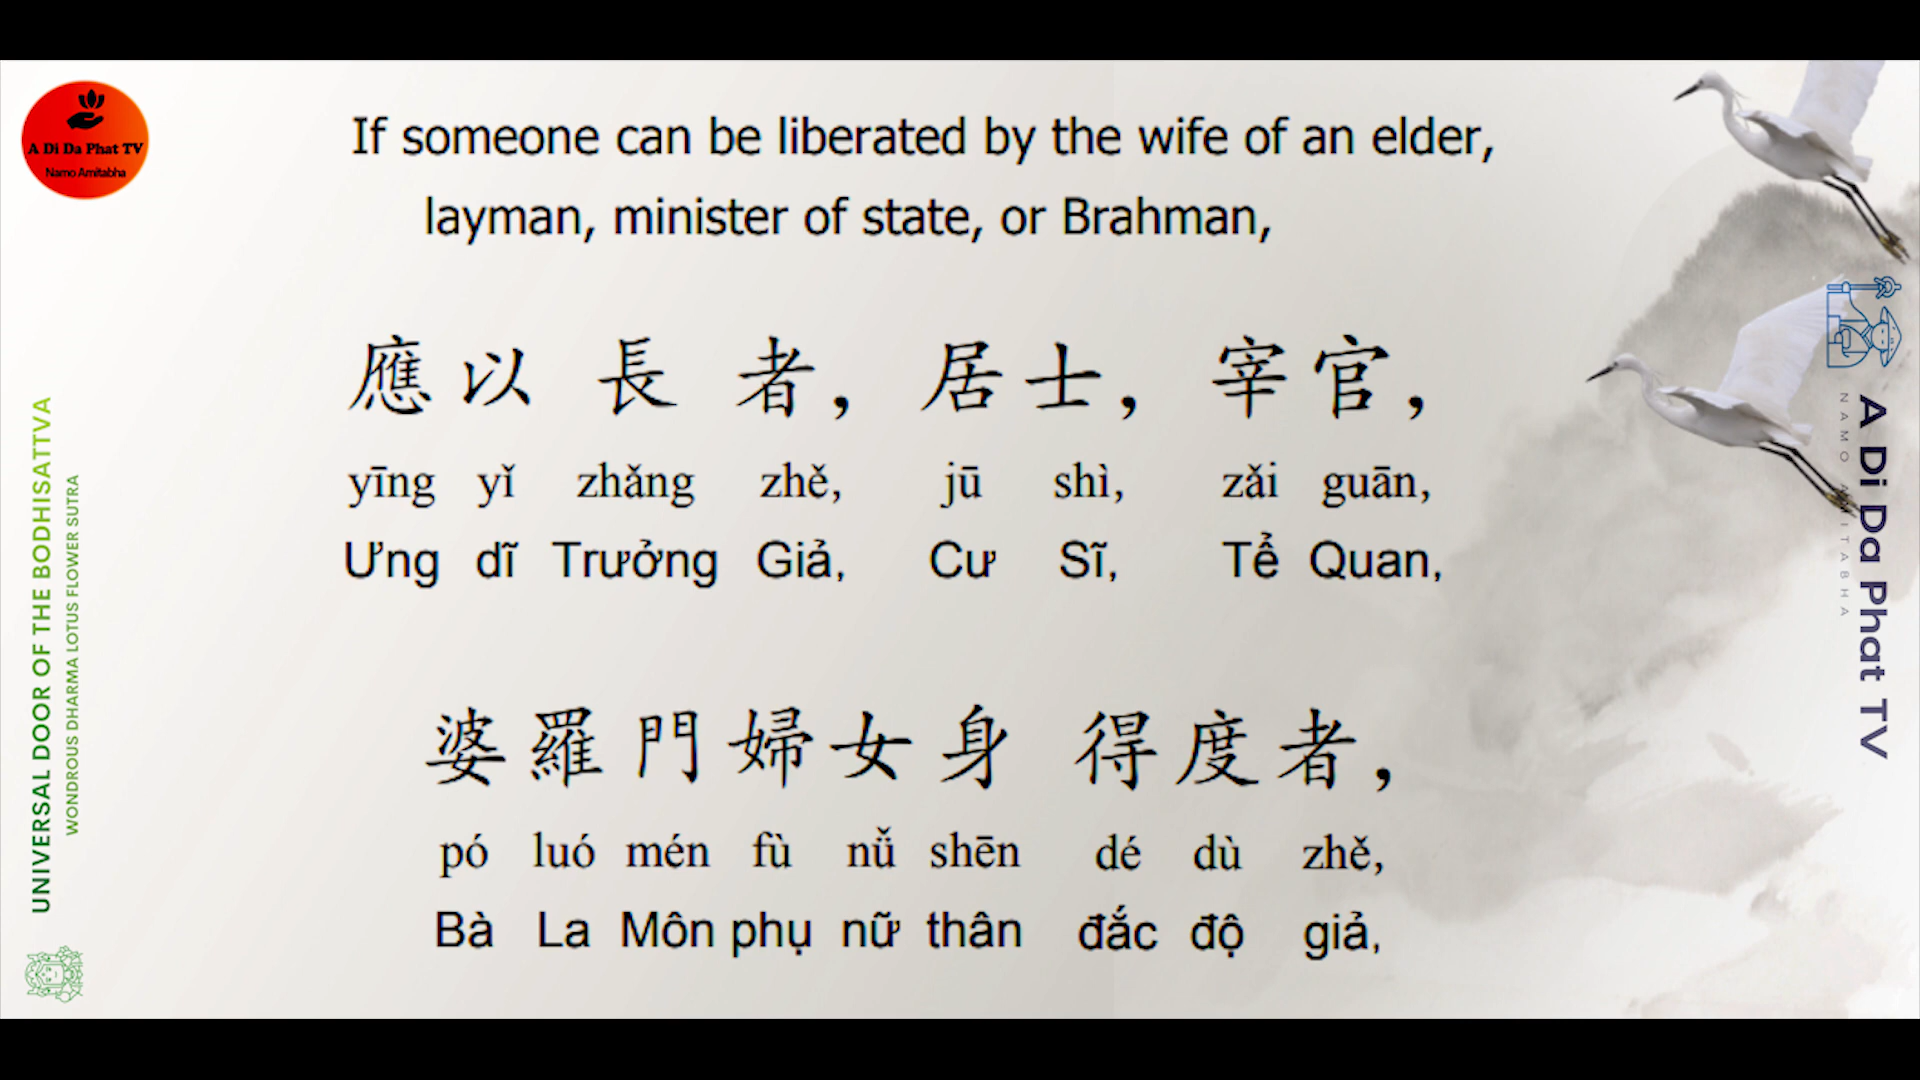 A Di Da Phat TV
Namo Amitabha
If someone can be liberated by the wife of an elder,
layman, minister of state, or Brahman,
應以長者，居士，宰官，
yīng yǐ zhǎng zhě, jū shì, zǎi guān,
Ưng dĩ Trưởng Giả, Cư Sĩ, Tể Quan,
婆羅門婦女身得度者，
pó luó mén fù nǚ shēn dé dù zhě,
Bà La Môn phụ nữ thân đắc độ giả,
UNIVERSAL DOOR OF THE BODHISATTVA
WONDROUS DHARMA LOTUS FLOWER SUTRA
A Di Da Phat TV
NAMO AMITABHA